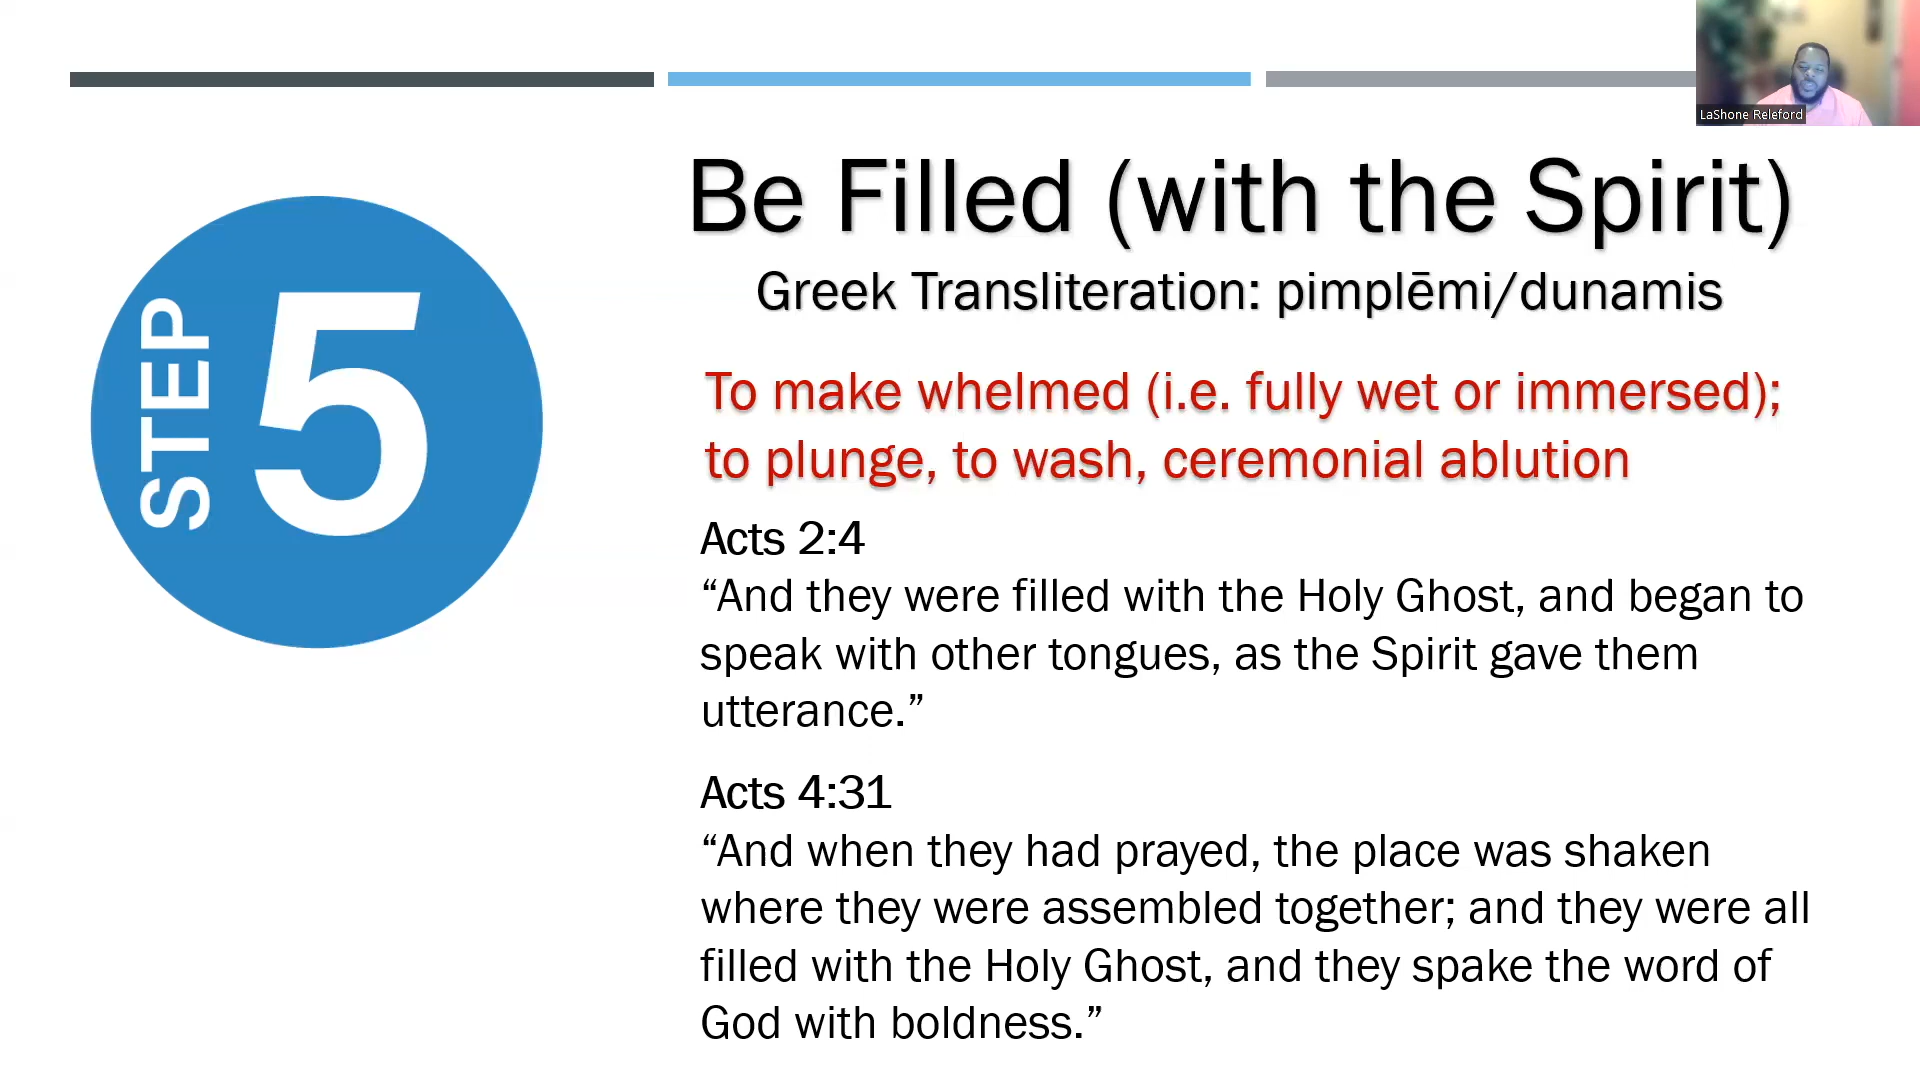 LaShone Releford
STEP 5
Be Filled (with the Spirit)
Greek Transliteration: pimplēmi/dunamis
To make whelmed (i.e. fully wet or immersed);
to plunge, to wash, ceremonial ablution
Acts 2:4
“And they were filled with the Holy Ghost, and began to
speak with other tongues, as the Spirit gave them
utterance.”
Acts 4:31
“And when they had prayed, the place was shaken
where they were assembled together; and they were all
filled with the Holy Ghost, and they spake the word of
God with boldness.”